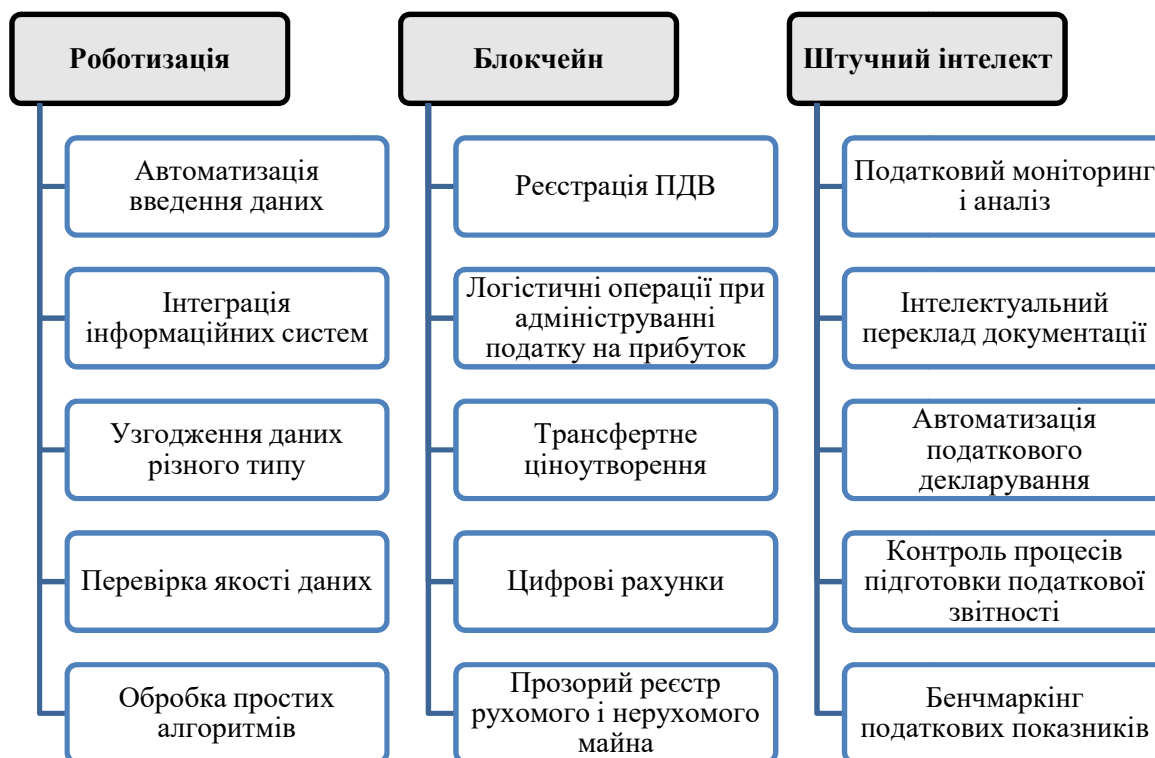 Роботизація
Автоматизація
введення даних
Інтеграція
інформаційних систем
Узгодження даних
різного типу
Перевірка якості даних
Обробка простих
алгоритмів
Блокчейн
Реєстрація ПДВ
Логістичні операції при
адмініструванні
податку на прибуток
Трансфертне
ціноутворення
Цифрові рахунки
Прозорий реєстр
рухомого і нерухомого
майна
Штучний інтелект
Податковий моніторинг
і аналіз
Інтелектуальний
переклад документації
Автоматизація
податкового
декларування
Контроль процесів
підготовки податкової
звітності
Бенчмаркінг
податкових показників